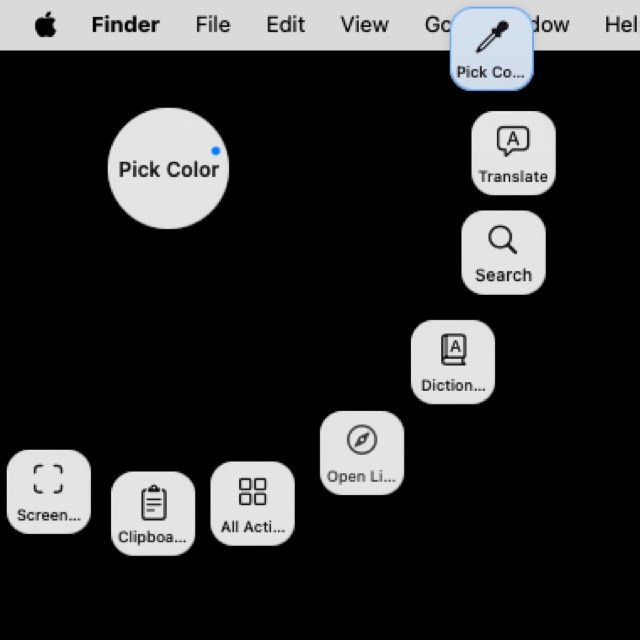 Finder File Edit View Go dow Hel
Pick Co...
Pick Color
A
Translate
Search
A
Diction...
Open Li...
Screen...
Clipboa...
All Acti...